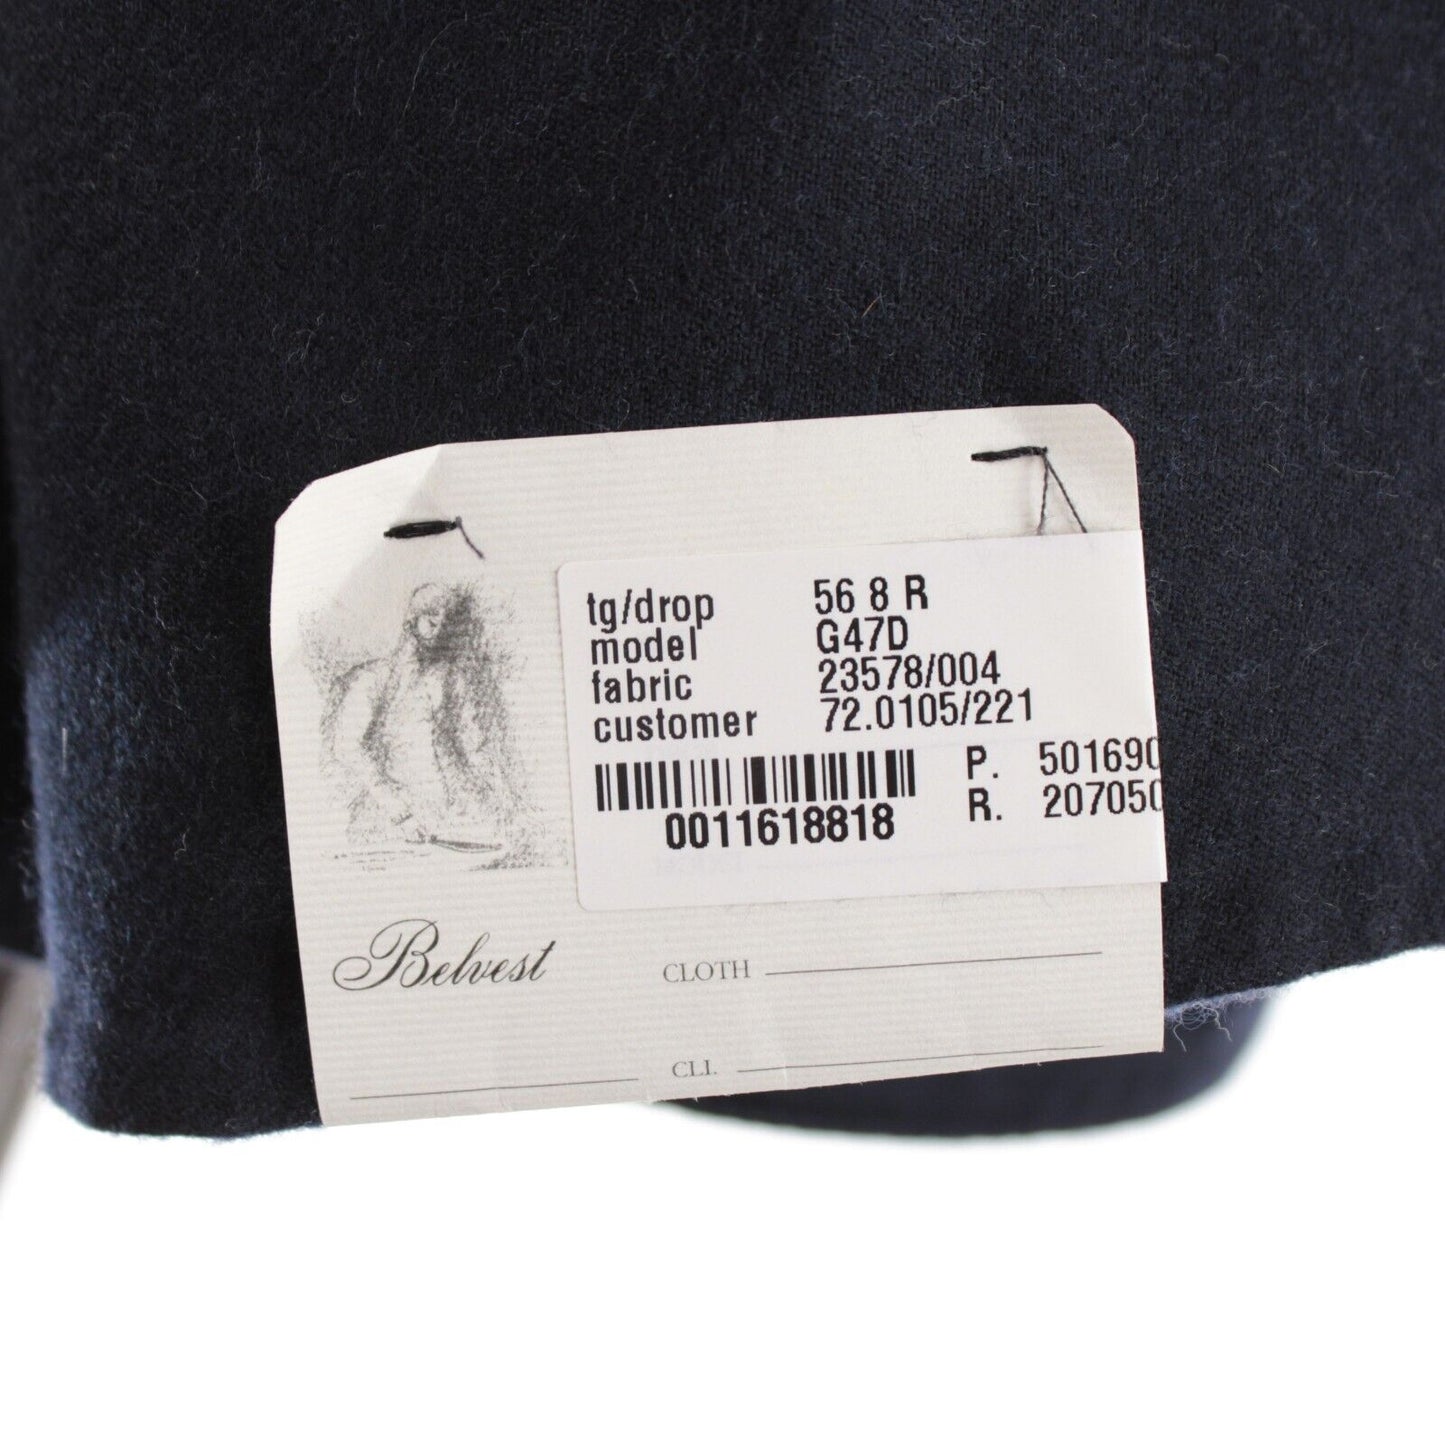 tg/drop 56 8 R
model G47D
fabric 23578/004
customer 72.0105/221
P. 501690
R. 207050
0011618818
Belvest
CLOTH
CLI.